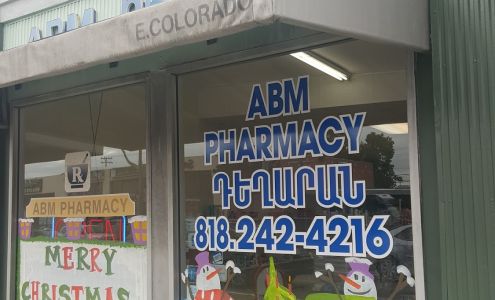 ABM
E. COLORADO
ABM
PHARMACY
ԴԵՂԱՐԱՆ
818.242-4216
R
ABM PHARMACY
MERRY
CHRISTMAS